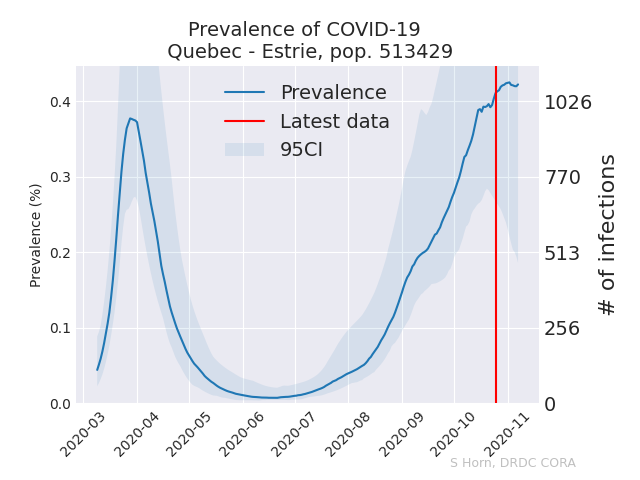 Prevalence of COVID-19
Quebec - Estrie, pop. 513429
Prevalence
Latest data
95CI
Prevalence (%)
0.4
0.3
0.2
0.1
0.0
1026
770
513
256
0
# of infections
2020-03
2020-04
2020-05
2020-06
2020-07
2020-08
2020-09
2020-10
2020-11
S Horn, DRDC CORA